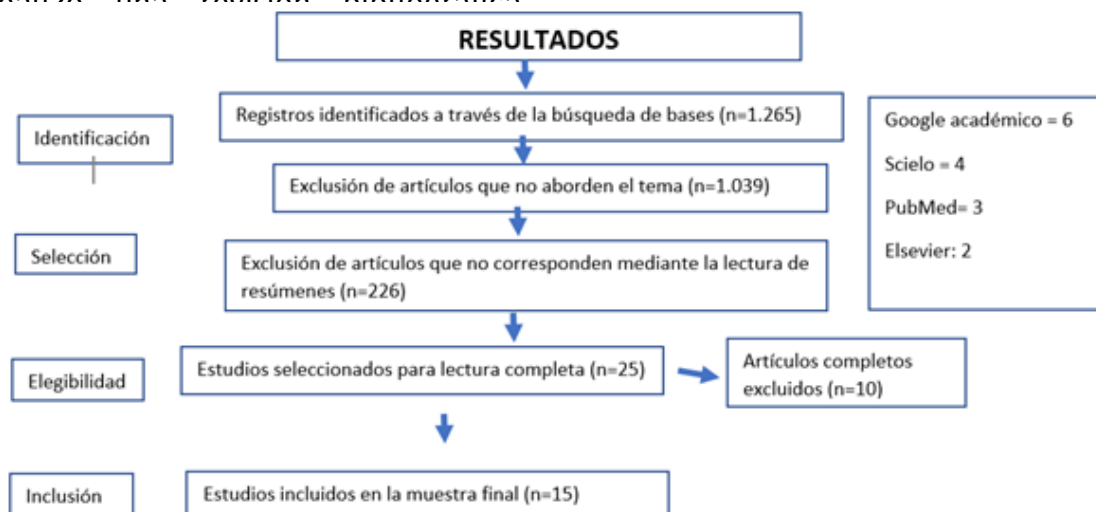 RESULTADOS
Registros identificados a través de la búsqueda de bases (n=1.265)
Identificación
Exclusión de artículos que no aborden el tema (n=1.039)
Google académico = 6
Scielo = 4
PubMed= 3
Elsevier: 2
Selección
Exclusión de artículos que no corresponden mediante la lectura de
resúmenes (n=226)
Elegibilidad
Estudios seleccionados para lectura completa (n=25)
Artículos completos
excluidos (n=10)
Inclusión
Estudios incluidos en la muestra final (n=15)